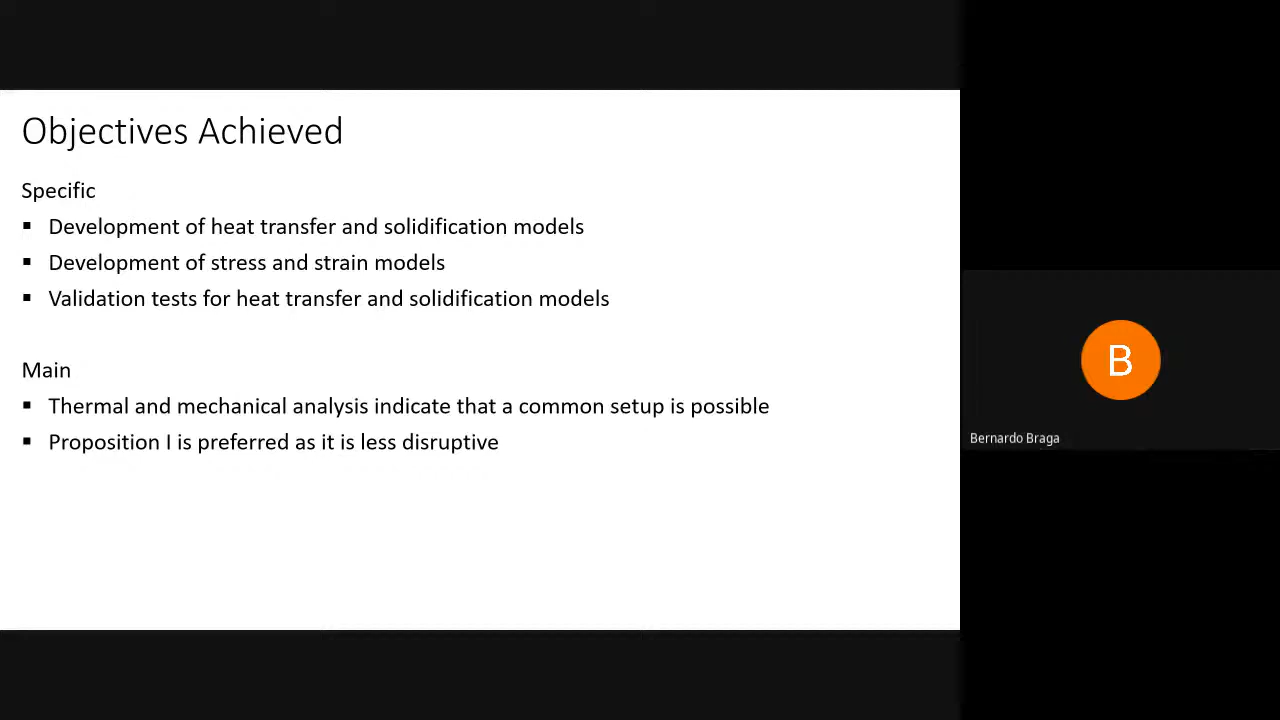 Objectives Achieved
Specific
▪ Development of heat transfer and solidification models
▪ Development of stress and strain models
▪ Validation tests for heat transfer and solidification models
Main
▪ Thermal and mechanical analysis indicate that a common setup is possible
▪ Proposition I is preferred as it is less disruptive
B
Bernardo Braga